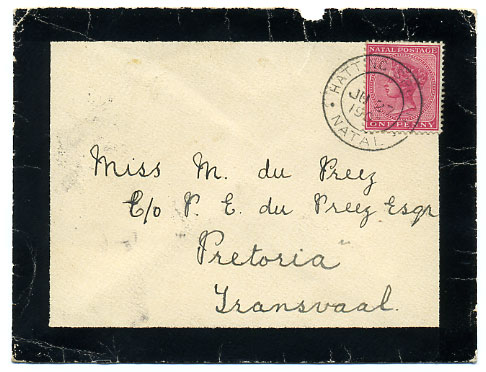 NATAL POSTAGE
ONE PENNY
NATAL
Miss M. du Preez
C/o P. E. du Preez Esqr
Pretoria
Transvaal.